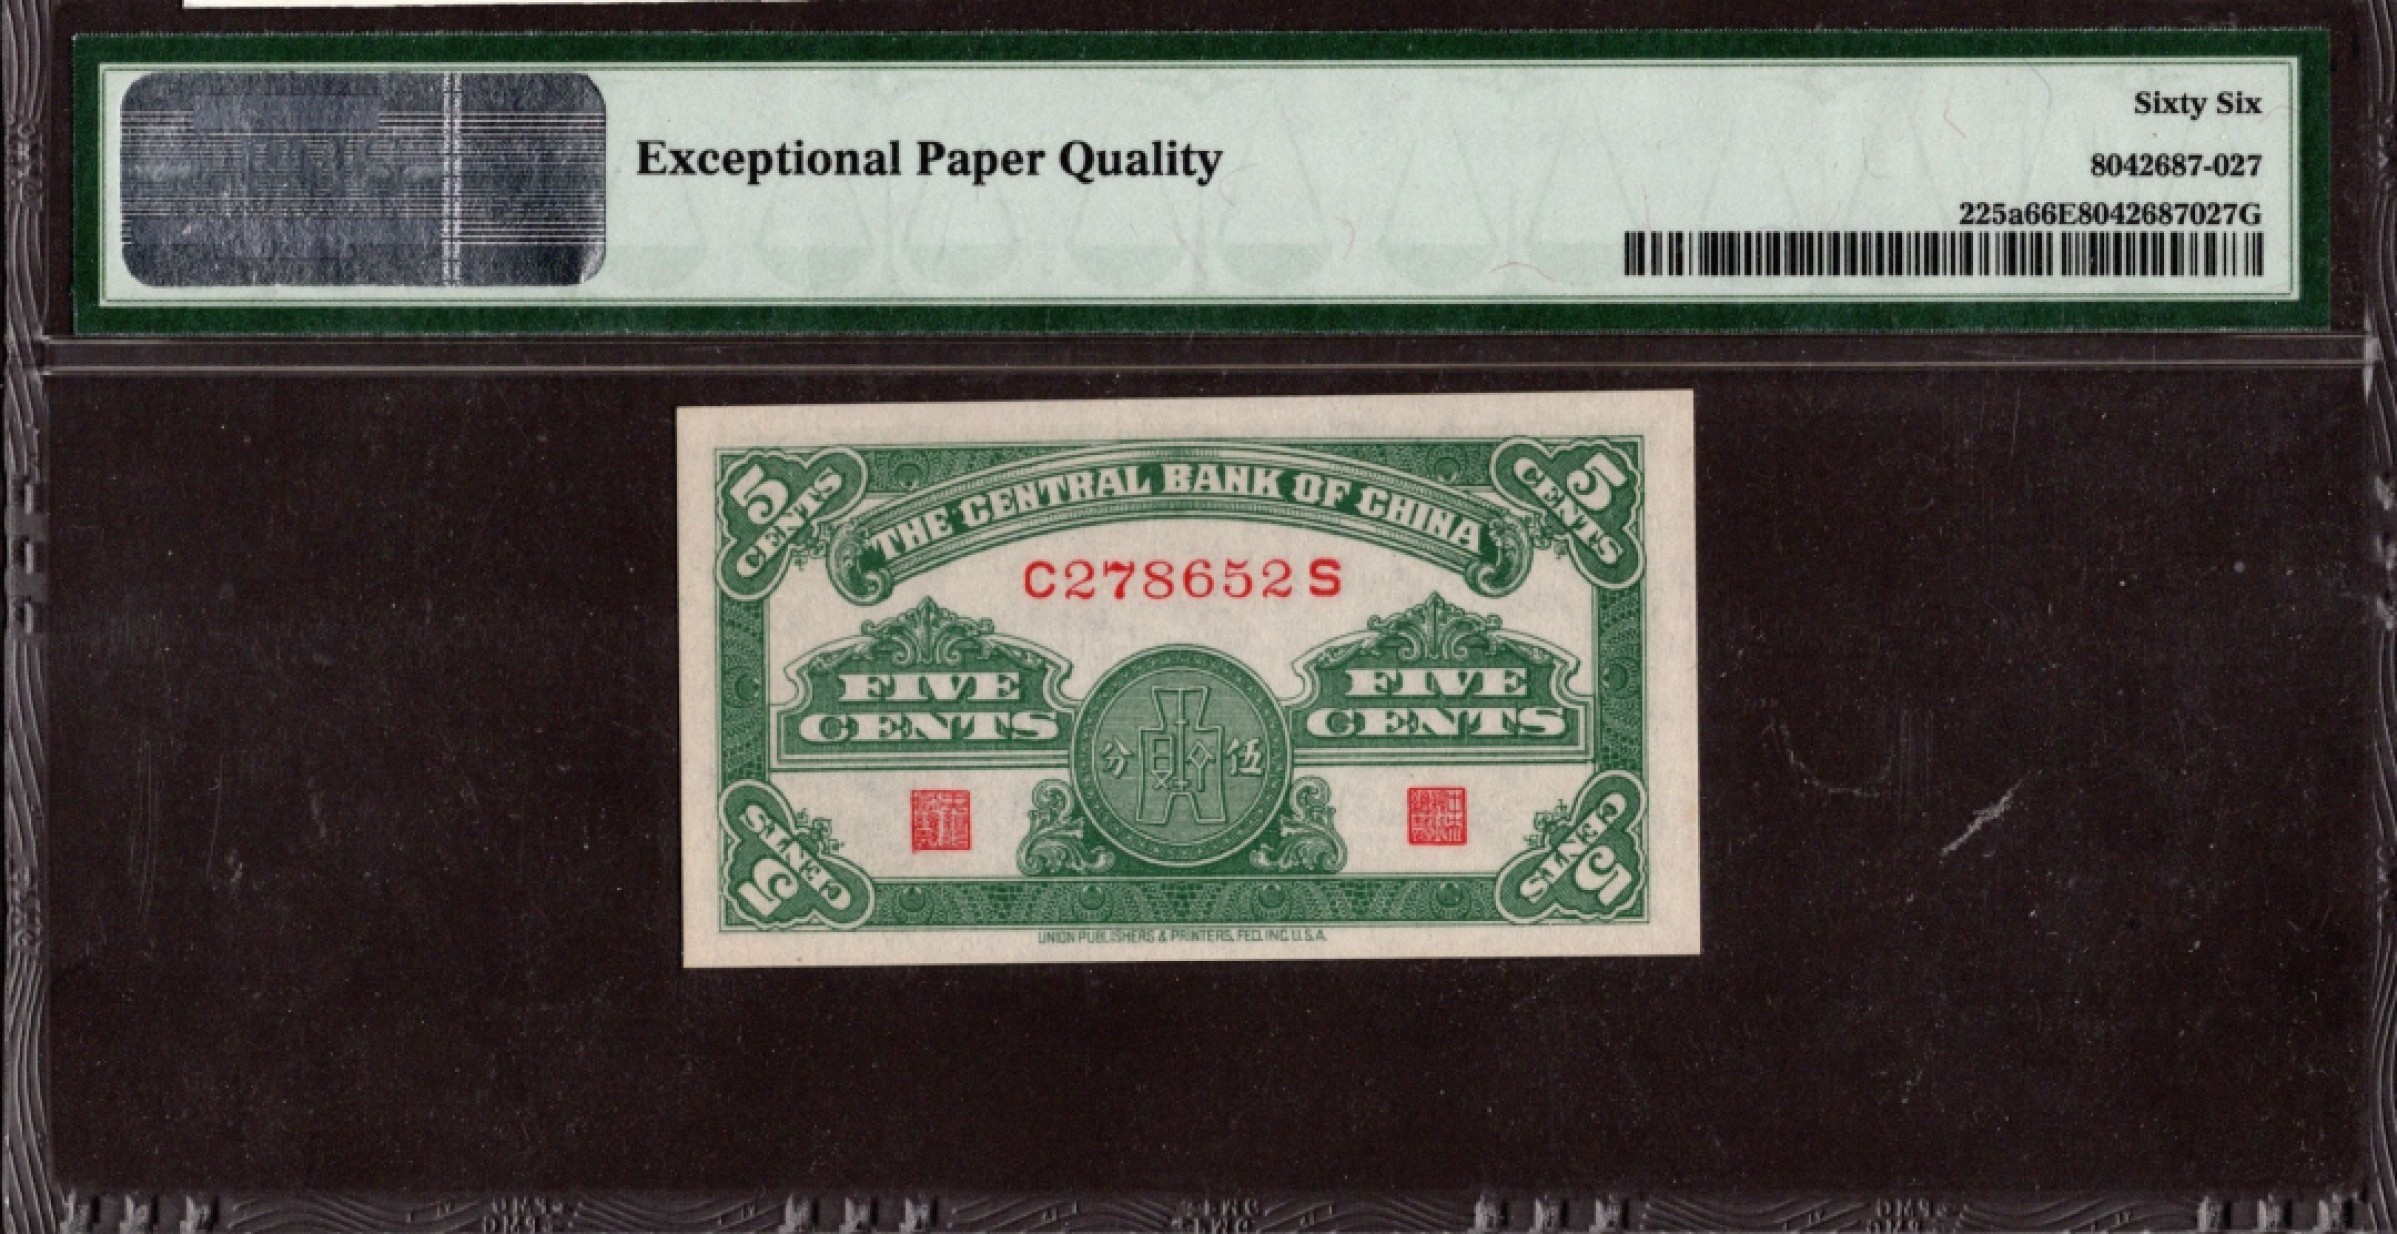 Sixty Six
Exceptional Paper Quality
8042687-027
225a66E8042687027G
5 CENTS
5 CENTS
THE CENTRAL BANK OF CHINA
C278652S
FIVE CENTS
FIVE CENTS
分 伍
5 CENTS
5 CENTS
UNION PUBLISHERS & PRINTERS, FED. INC. U.S.A.